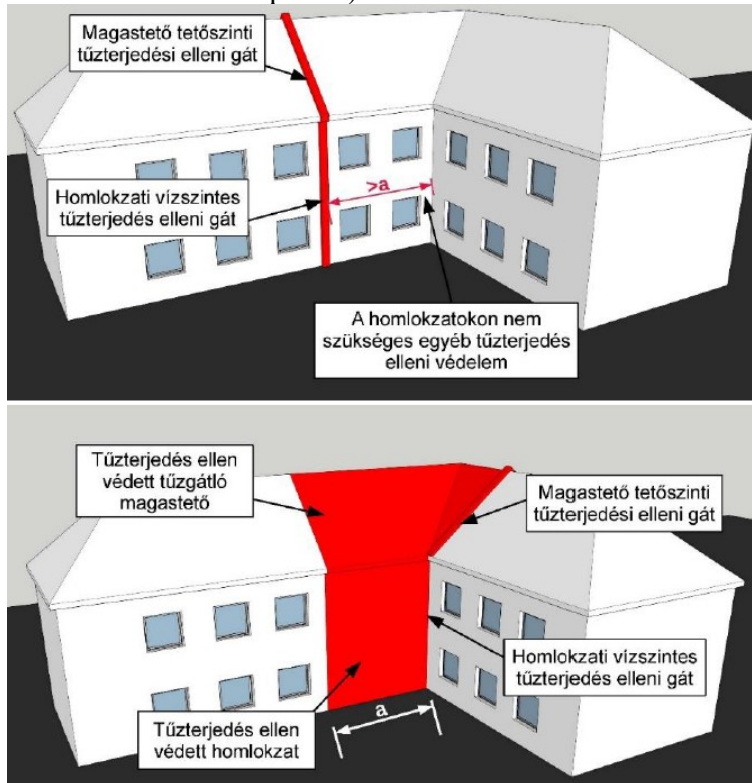 Magastető tetőszinti
tűzterjedési elleni gát
Homlokzati vízszintes
tűzterjedés elleni gát
>a
A homlokzatokon nem
szükséges egyéb tűzterjedés
elleni védelem
Tűzterjedés ellen
védett tűzgátló
magastető
Magastető tetőszinti
tűzterjedési elleni gát
Homlokzati vízszintes
tűzterjedés elleni gát
Tűzterjedés ellen
védett homlokzat
a